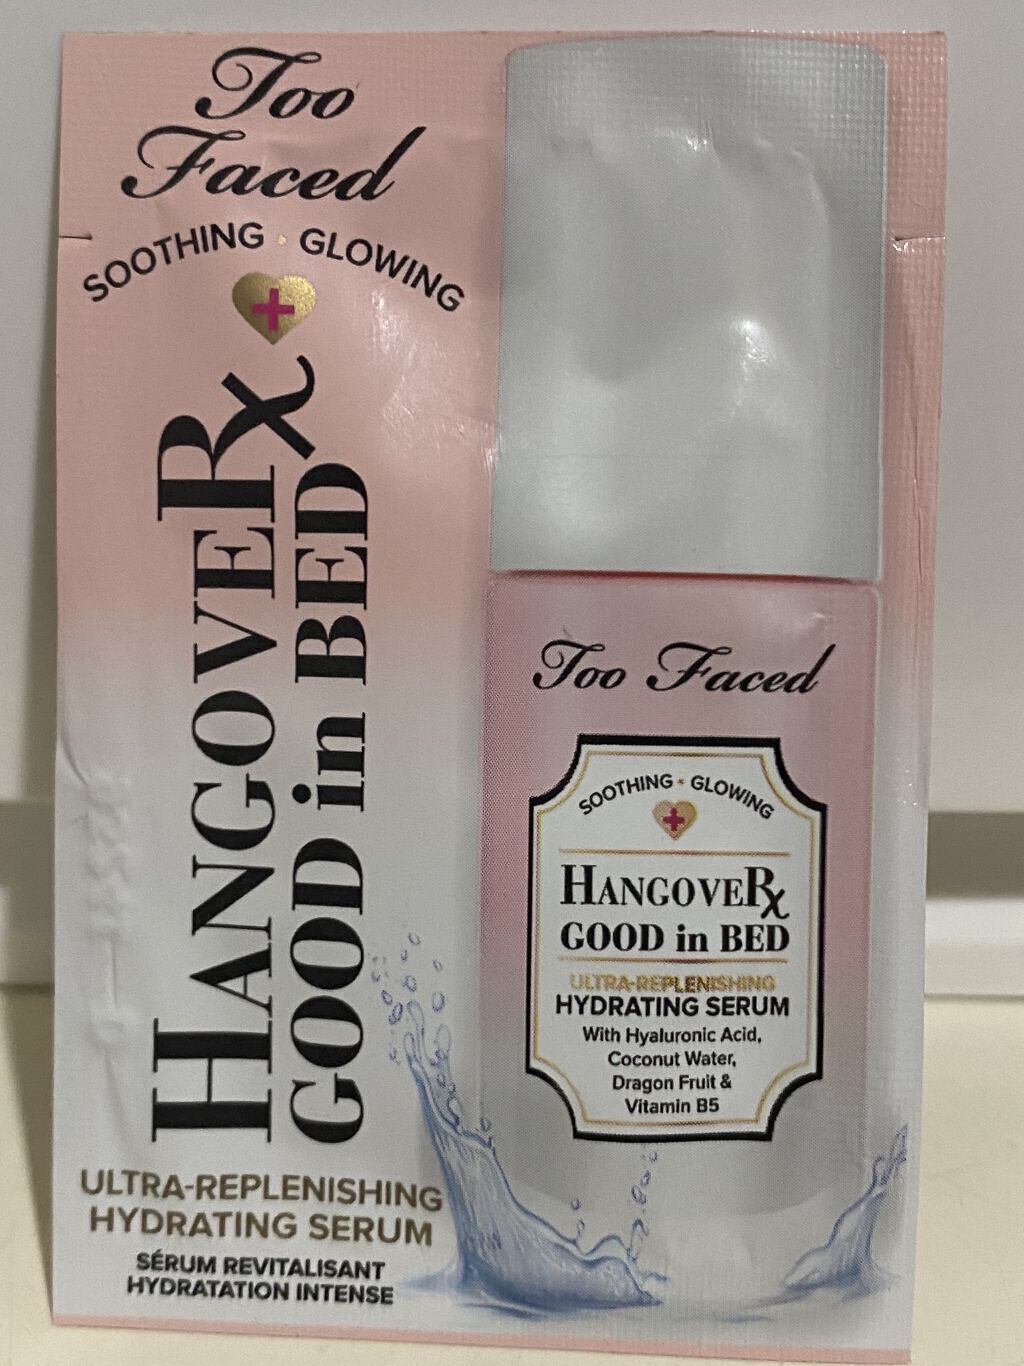 Too
Faced
SOOTHING · GLOWING
HANGOVERx
GOOD in BED
ULTRA-REPLENISHING
HYDRATING SERUM
SÉRUM REVITALISANT
HYDRATATION INTENSE
Too Faced
SOOTHING · GLOWING
HANGOVERx
GOOD in BED
ULTRA-REPLENISHING
HYDRATING SERUM
With Hyaluronic Acid,
Coconut Water,
Dragon Fruit &
Vitamin B5